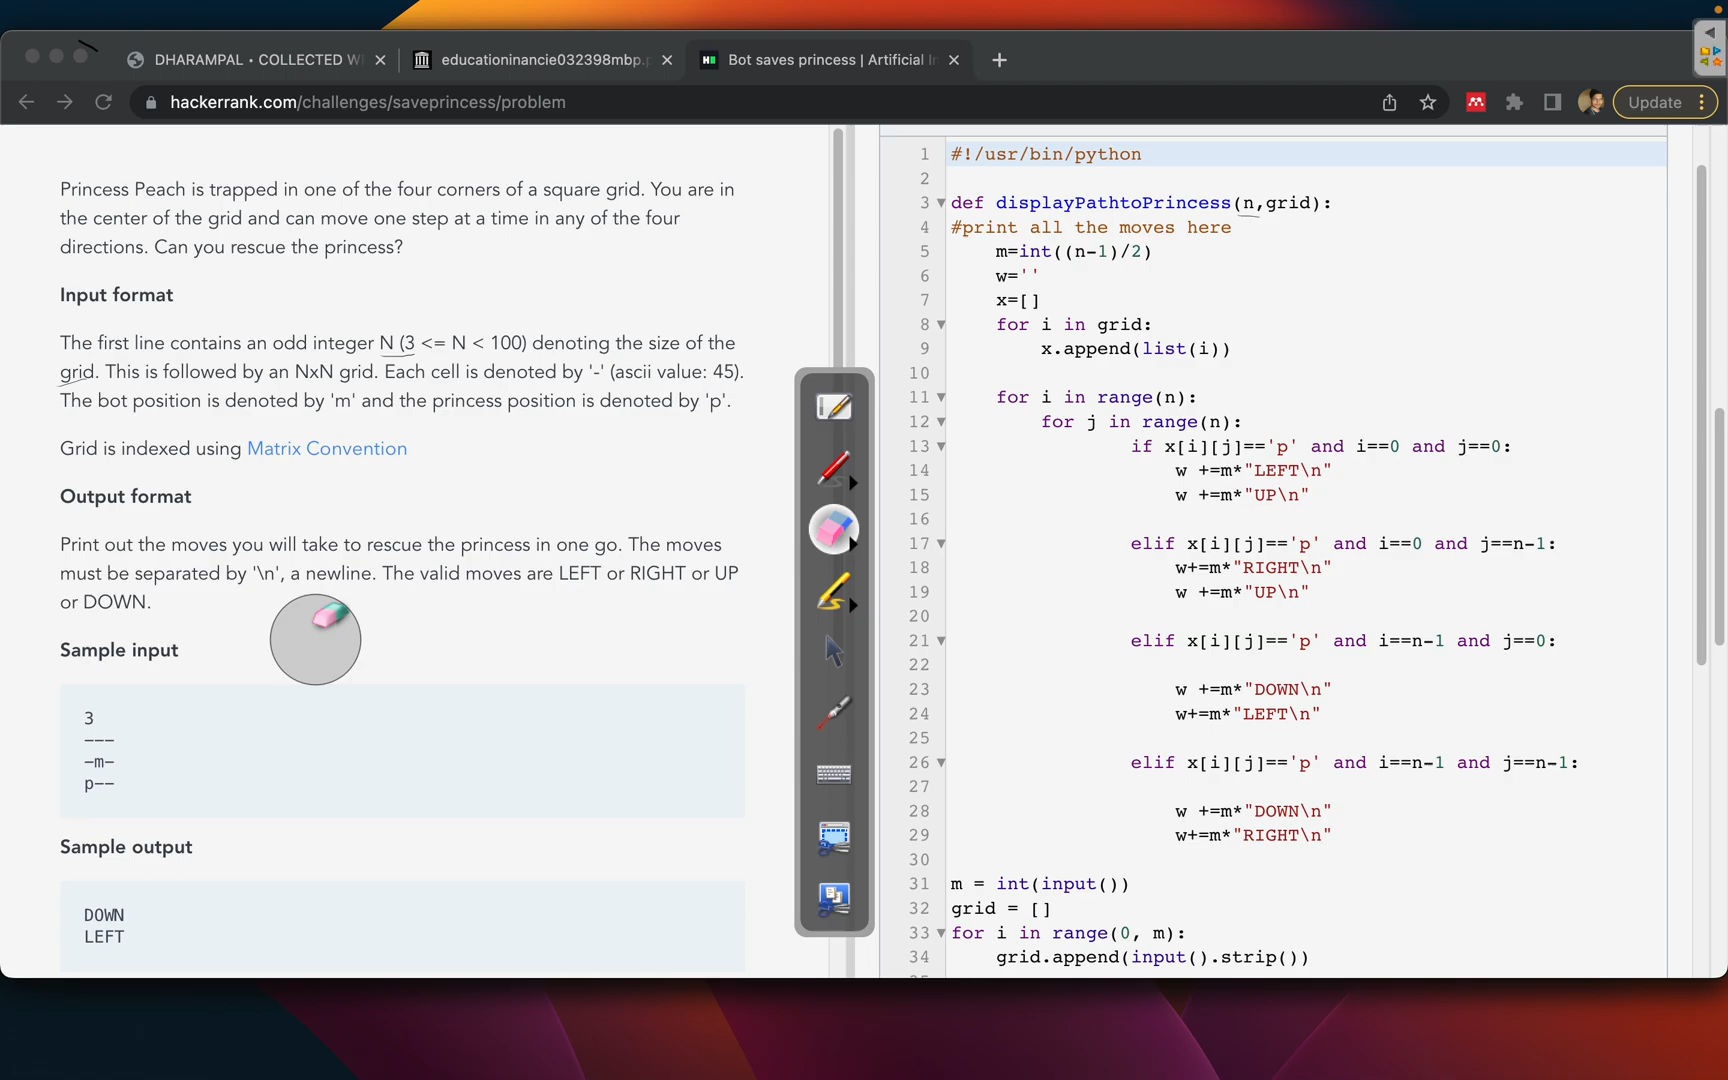 DHARAMPAL • COLLECTED W
educationinancie032398mbp.p
Bot saves princess | Artificial In
hackerrank.com/challenges/saveprincess/problem
Update
Princess Peach is trapped in one of the four corners of a square grid. You are in
the center of the grid and can move one step at a time in any of the four
directions. Can you rescue the princess?
Input format
The first line contains an odd integer N (3 <= N < 100) denoting the size of the
grid. This is followed by an NxN grid. Each cell is denoted by '-' (ascii value: 45).
The bot position is denoted by 'm' and the princess position is denoted by 'p'.
Grid is indexed using Matrix Convention
Output format
Print out the moves you will take to rescue the princess in one go. The moves
must be separated by '\n', a newline. The valid moves are LEFT or RIGHT or UP
or DOWN.
Sample input
3
---
-m-
p--
Sample output
DOWN
LEFT
1 #!/usr/bin/python
2
3 def displayPathtoPrincess(n,grid):
4 #print all the moves here
5     m=int((n-1)/2)
6     w=''
7     x=[]
8     for i in grid:
9         x.append(list(i))
10
11     for i in range(n):
12         for j in range(n):
13                 if x[i][j]=='p' and i==0 and j==0:
14                     w +=m*"LEFT\n"
15                     w +=m*"UP\n"
16
17                 elif x[i][j]=='p' and i==0 and j==n-1:
18                     w+=m*"RIGHT\n"
19                     w +=m*"UP\n"
20
21                 elif x[i][j]=='p' and i==n-1 and j==0:
22
23                     w +=m*"DOWN\n"
24                     w+=m*"LEFT\n"
25
26                 elif x[i][j]=='p' and i==n-1 and j==n-1:
27
28                     w +=m*"DOWN\n"
29                     w+=m*"RIGHT\n"
30
31 m = int(input())
32 grid = []
33 for i in range(0, m):
34     grid.append(input().strip())